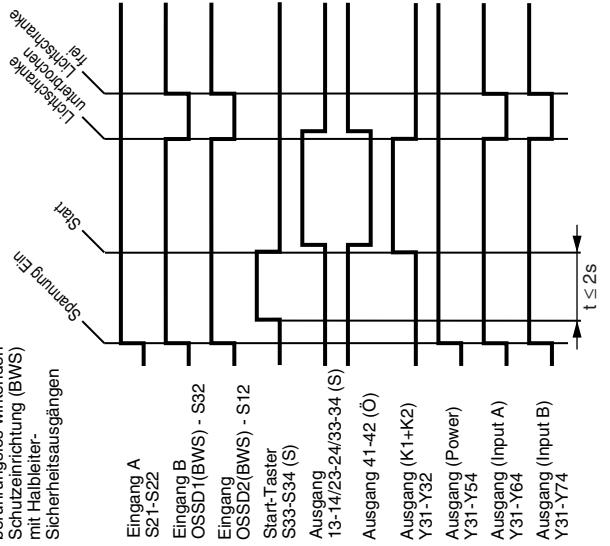 Schutzeinrichtung (BWS)
mit Halbleiter-
Sicherheitsausgängen
Spannung Ein
Start
Lichtschranke
unterbrochen
Lichtschranke
frei
Eingang A
S21-S22
Eingang B
OSSD1(BWS) - S32
Eingang
OSSD2(BWS) - S12
Start-Taster
S33-S34 (S)
Ausgang
13-14/23-24/33-34 (S)
Ausgang 41-42 (Ö)
Ausgang (K1+K2)
Y31-Y32
Ausgang (Power)
Y31-Y54
Ausgang (Input A)
Y31-Y64
Ausgang (Input B)
Y31-Y74
t ≤ 2s